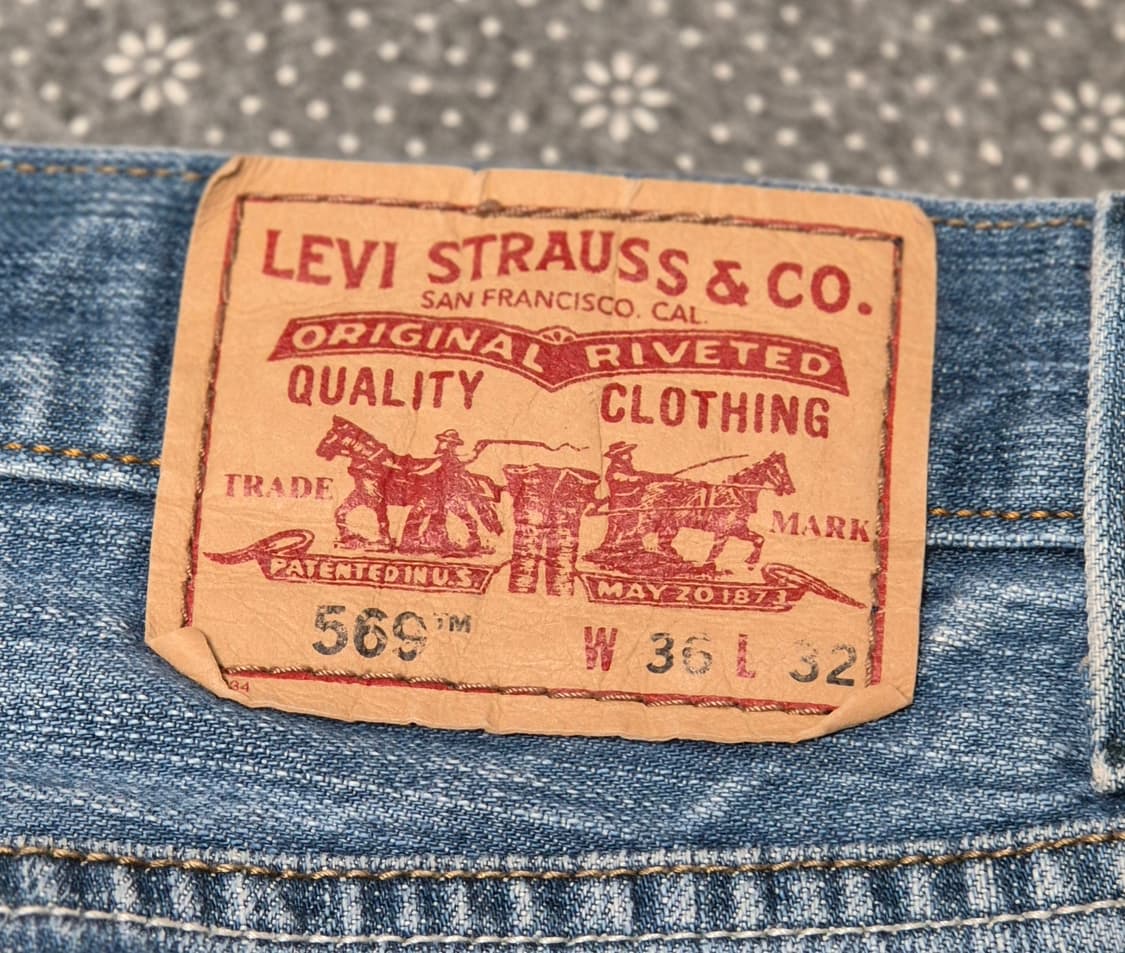 LEVI STRAUSS & CO.
SAN FRANCISCO, CAL.
ORIGINAL RIVETED
QUALITY CLOTHING
TRADE MARK
PATENTED IN U.S. MAY 20 1873
569™ W 36 L 32
34